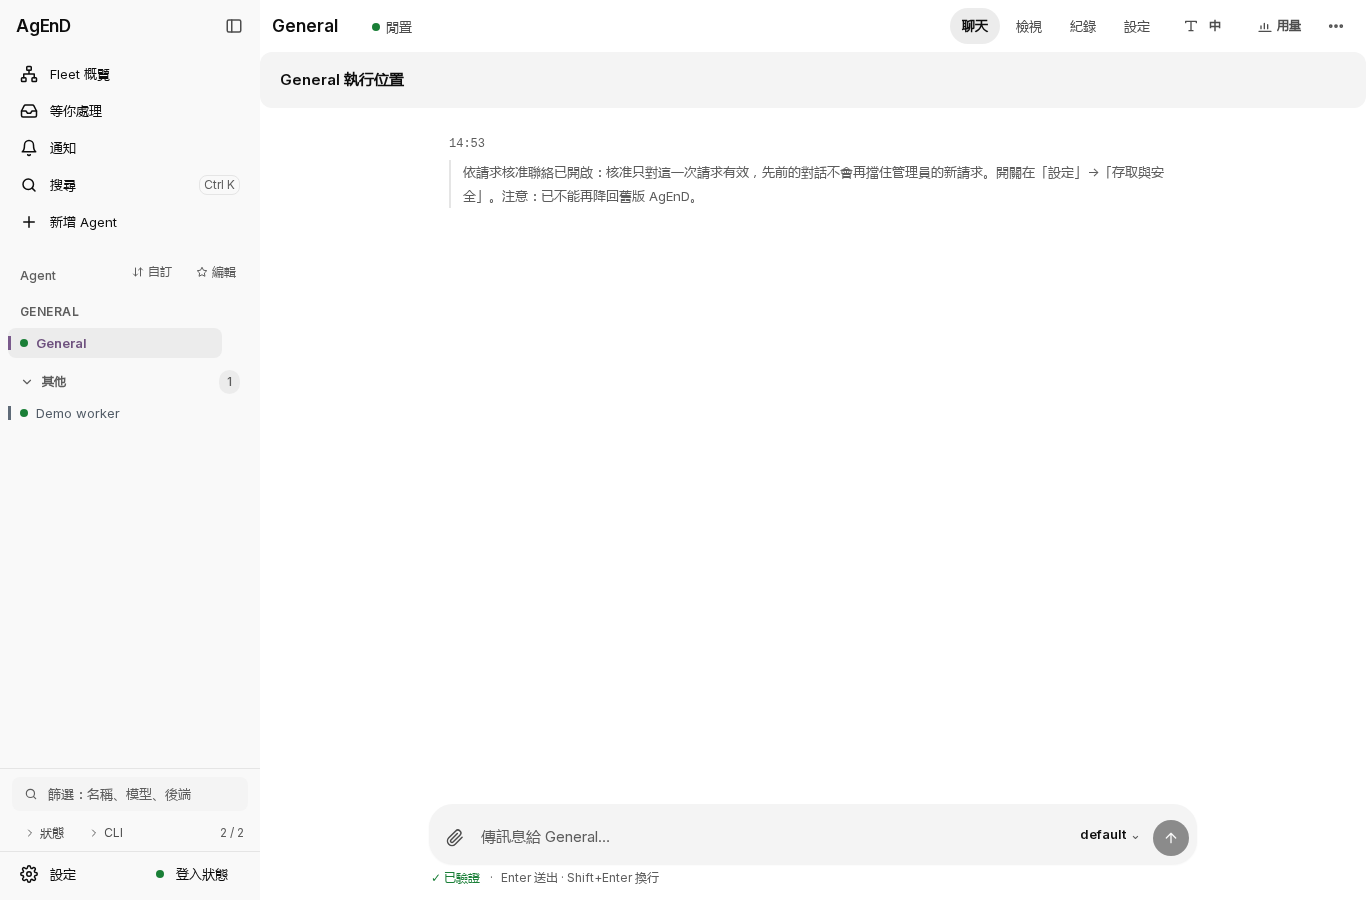 AgEnD
Fleet 概覽
等你處理
通知
搜尋 Ctrl K
新增 Agent
Agent 自訂 編輯
GENERAL
General
其他 1
Demo worker
篩選：名稱、模型、後端
狀態 CLI 2 / 2
設定 登入狀態
General 閒置 聊天 檢視 紀錄 設定 中 用量
General 執行位置
14:53
依請求核准聯絡已開啟：核准只對這一次請求有效，先前的對話不會再擋住管理員的新請求。開關在「設定」→「存取與安
全」。注意：已不能再降回舊版 AgEnD。
傳訊息給 General… default
✓ 已驗證 · Enter 送出 · Shift+Enter 換行